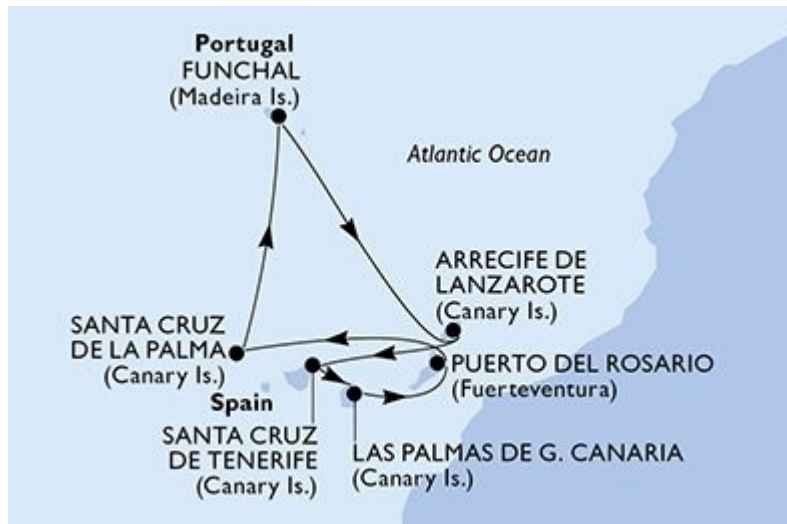 Portugal
FUNCHAL
(Madeira Is.)
Atlantic Ocean
ARRECIFE DE
LANZAROTE
(Canary Is.)
SANTA CRUZ
DE LA PALMA
(Canary Is.)
PUERTO DEL ROSARIO
(Fuerteventura)
Spain
SANTA CRUZ
DE TENERIFE
(Canary Is.)
LAS PALMAS DE G. CANARIA
(Canary Is.)